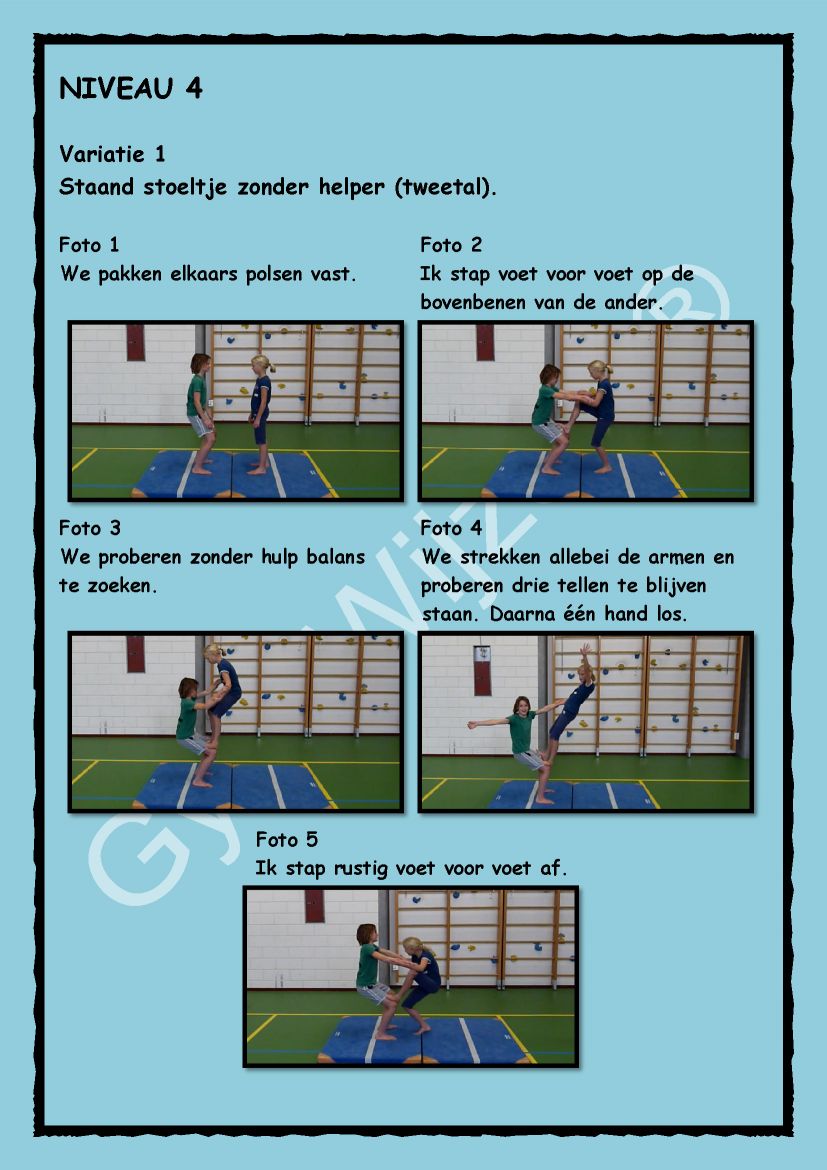 NIVEAU 4
Variatie 1
Staand stoeltje zonder helper (tweetal).
Foto 1
We pakken elkaars polsen vast.
Foto 2
Ik stap voet voor voet op de
bovenbenen van de ander.
Foto 3
We proberen zonder hulp balans
te zoeken.
Foto 4
We strekken allebei de armen en
proberen drie tellen te blijven
staan. Daarna één hand los.
Foto 5
Ik stap rustig voet voor voet af.